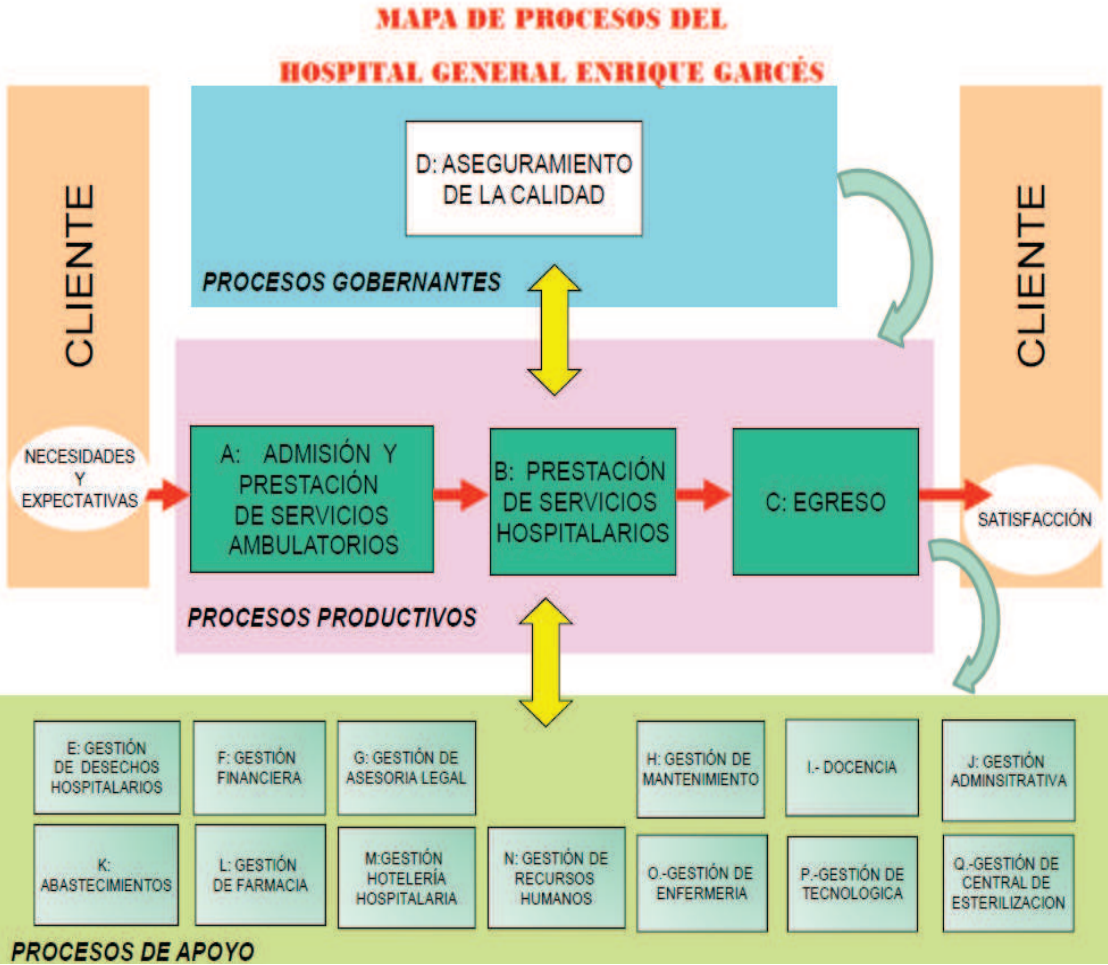 MAPA DE PROCESOS DEL
HOSPITAL GENERAL ENRIQUE GARCÉS
CLIENTE
D: ASEGURAMIENTO
DE LA CALIDAD
PROCESOS GOBERNANTES
CLIENTE
NECESIDADES
Y
EXPECTATIVAS
A: ADMISIÓN Y
PRESTACIÓN
DE SERVICIOS
AMBULATORIOS
B: PRESTACIÓN
DE SERVICIOS
HOSPITALARIOS
C: EGRESO
SATISFACCIÓN
PROCESOS PRODUCTIVOS
E: GESTIÓN
DE DESECHOS
HOSPITALARIOS
F: GESTIÓN
FINANCIERA
G: GESTIÓN DE
ASESORIA LEGAL
H: GESTIÓN DE
MANTENIMIENTO
I.- DOCENCIA
J: GESTIÓN
ADMINSITRATIVA
K:
ABASTECIMIENTOS
L: GESTIÓN
DE FARMACIA
M:GESTIÓN
HOTELERÍA
HOSPITALARIA
N: GESTIÓN DE
RECURSOS
HUMANOS
O.-GESTIÓN DE
ENFERMERIA
P.-GESTIÓN DE
TECNOLOGICA
Q.-GESTIÓN DE
CENTRAL DE
ESTERILIZACION
PROCESOS DE APOYO